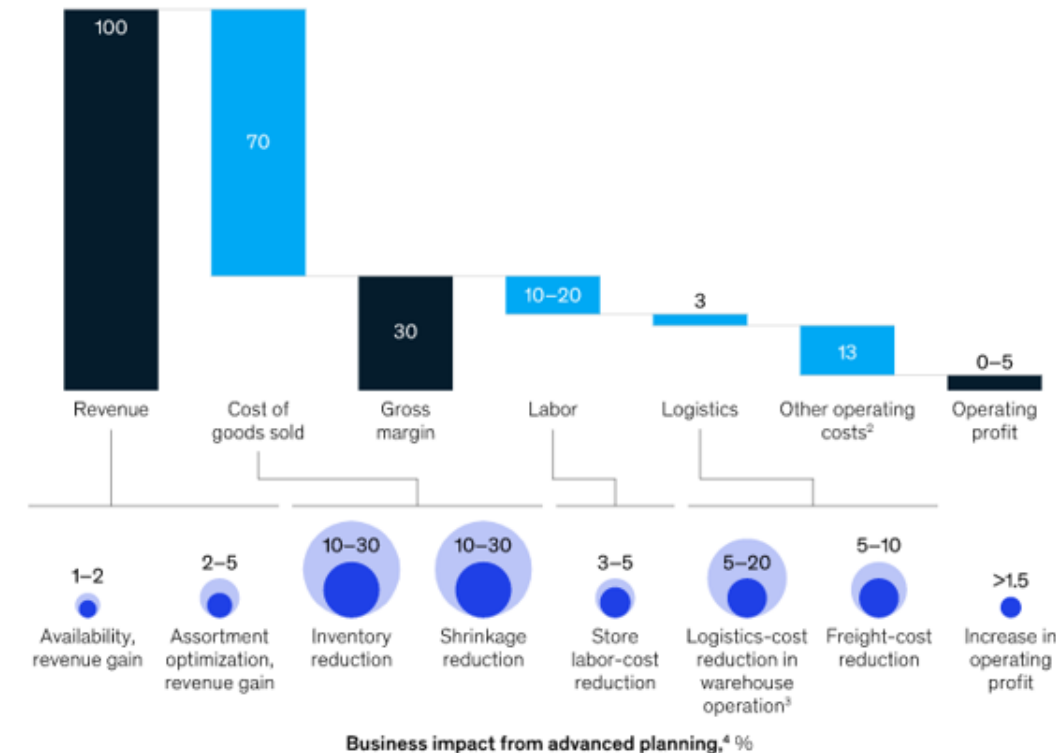 100
70
30
10–20
3
13
0–5
Revenue
Cost of
goods sold
Gross
margin
Labor
Logistics
Other operating
costs²
Operating
profit
1–2
2–5
10–30
10–30
3–5
5–20
5–10
>1.5
Availability,
revenue gain
Assortment
optimization,
revenue gain
Inventory
reduction
Shrinkage
reduction
Store
labor-cost
reduction
Logistics-cost
reduction in
warehouse
operation³
Freight-cost
reduction
Increase in
operating
profit
Business impact from advanced planning,⁴ %